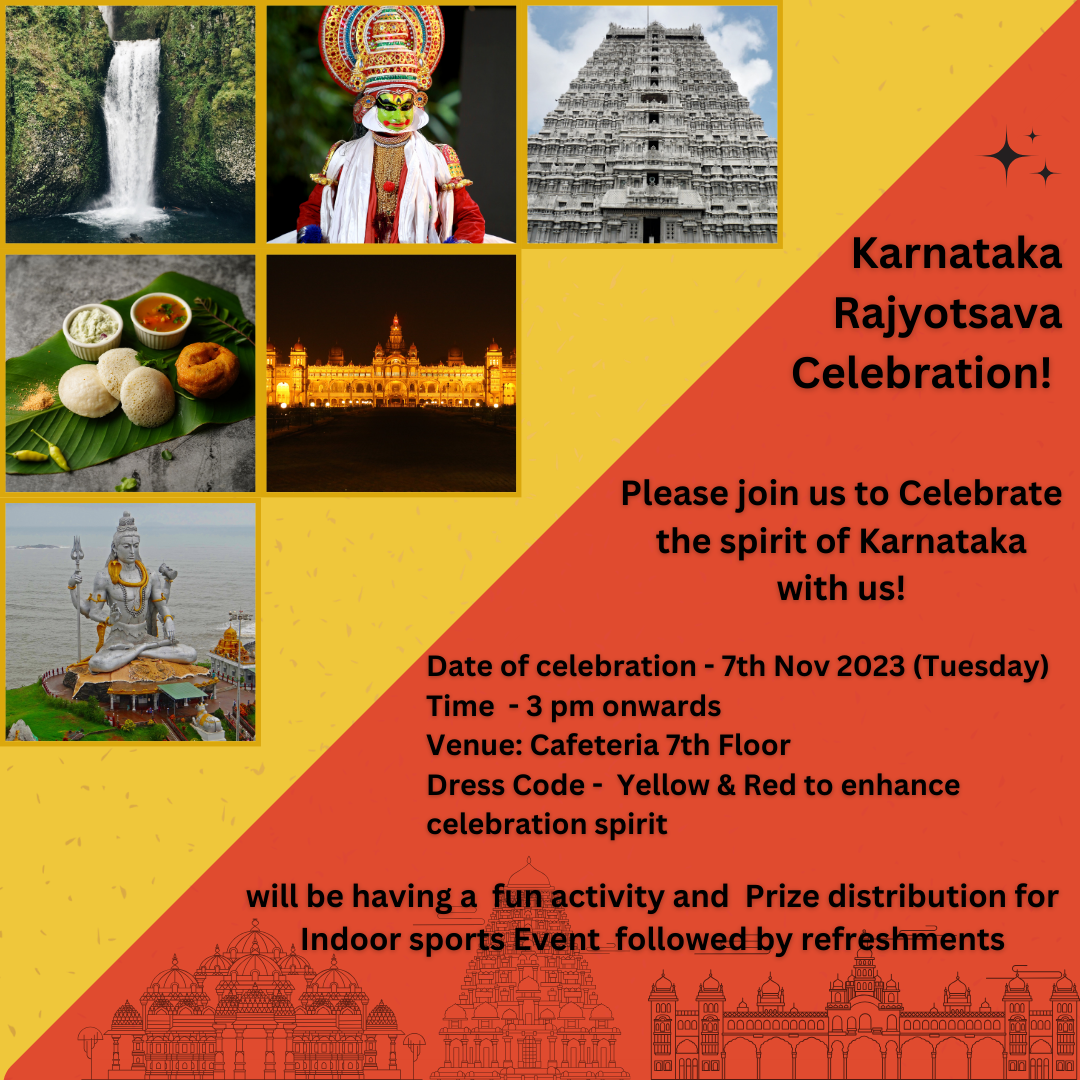 Karnataka
Rajyotsava
Celebration!
Please join us to Celebrate
the spirit of Karnataka
with us!
Date of celebration - 7th Nov 2023 (Tuesday)
Time - 3 pm onwards
Venue: Cafeteria 7th Floor
Dress Code - Yellow & Red to enhance
celebration spirit
will be having a fun activity and Prize distribution for
Indoor sports Event followed by refreshments